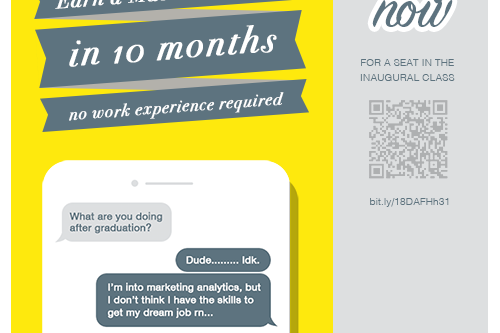 Earn a
in 10 months
no work experience required
What are you doing
after graduation?
Dude......... Idk.
I'm into marketing analytics, but
I don't think I have the skills to
get my dream job rn...
now
FOR A SEAT IN THE
INAUGURAL CLASS
bit.ly/18DAFHh31